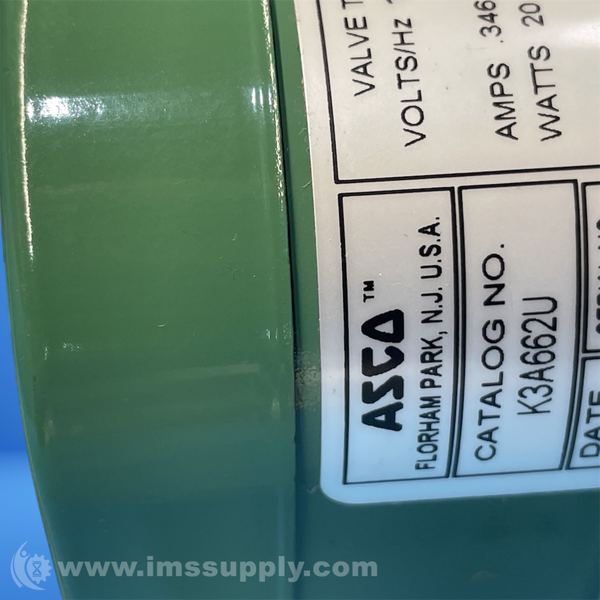 VALVE T
VOLTS/Hz
AMPS .346
WATTS 20
ASCO™
FLORHAM PARK, N.J. U.S.A.
CATALOG NO.
K3A662U
DATE
www.imssupply.com